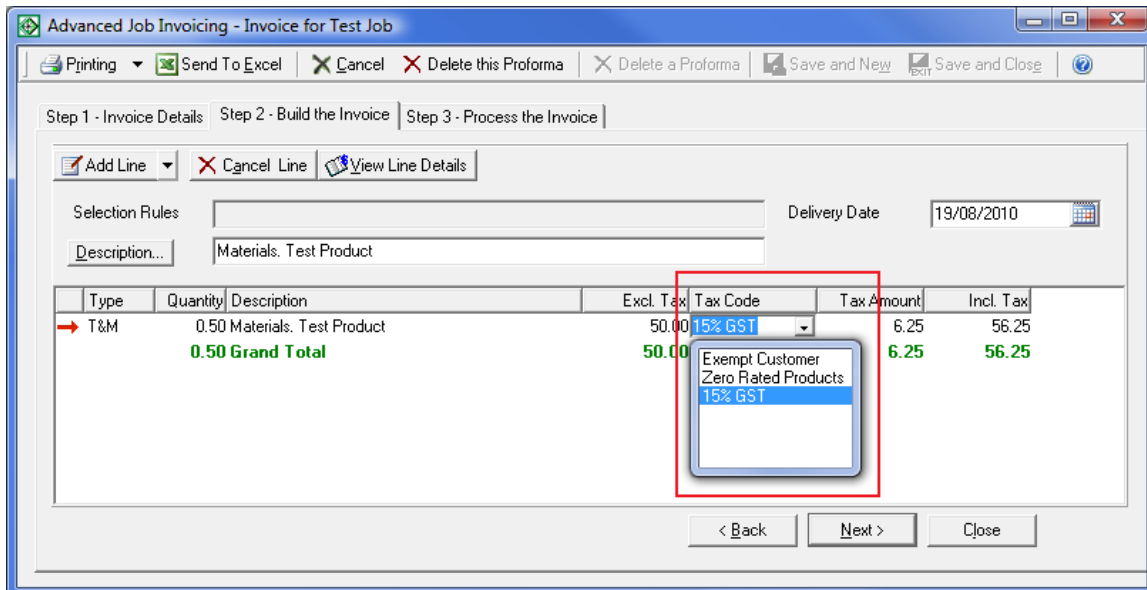 Advanced Job Invoicing - Invoice for Test Job
Printing Send To Excel Cancel Delete this Proforma Delete a Proforma Save and New EXIT Save and Close
Step 1 - Invoice Details Step 2 - Build the Invoice Step 3 - Process the Invoice
Add Line Cancel Line View Line Details
Selection Rules Delivery Date 19/08/2010
Description... Materials. Test Product
Type Quantity Description Excl. Tax Tax Code Tax Amount Incl. Tax
T&M 0.50 Materials. Test Product 50.00 15% GST 6.25 56.25
0.50 Grand Total 50.00 6.25 56.25
Exempt Customer
Zero Rated Products
15% GST
< Back Next > Close